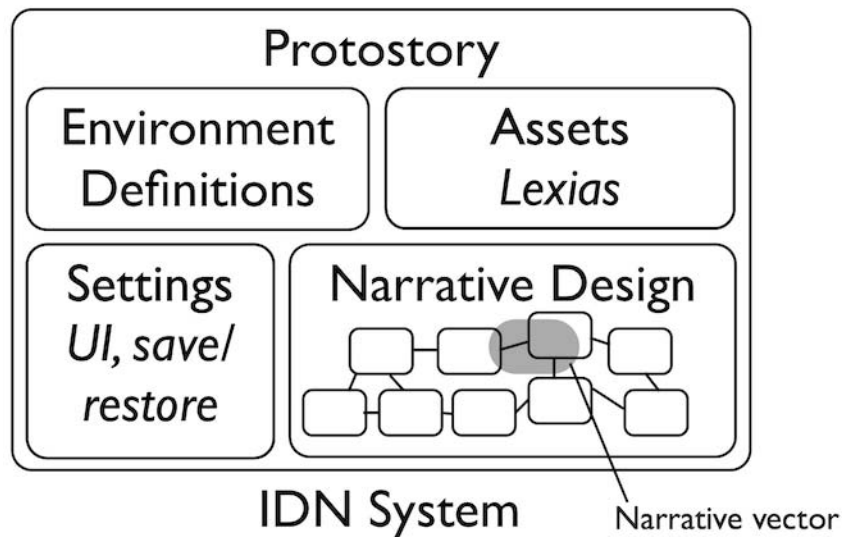 Protostory
Environment
Definitions
Assets
Lexias
Settings
UI, save/
restore
Narrative Design
IDN System
Narrative vector